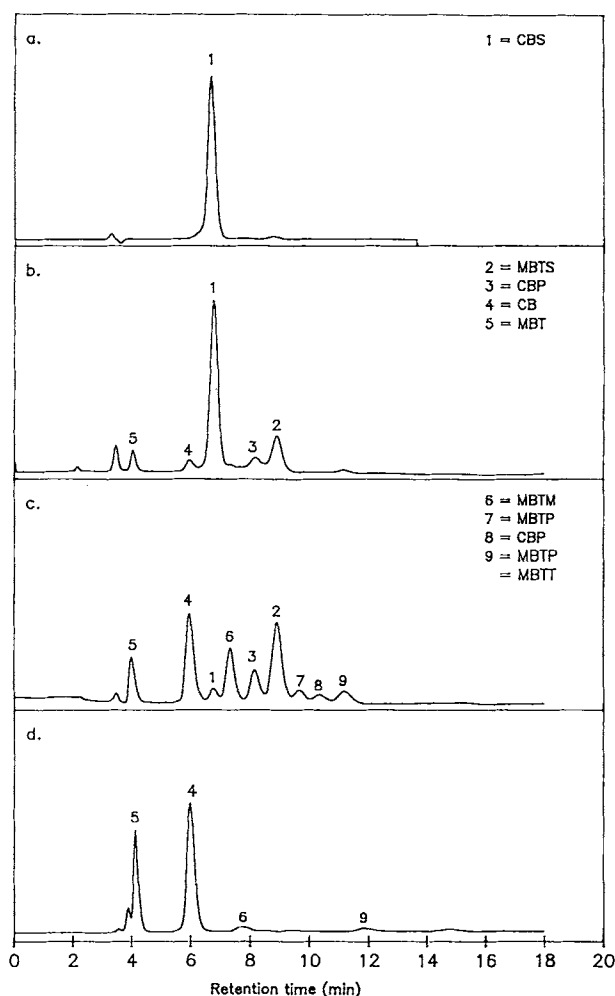 a.
1 = CBS
1
b.
2 = MBTS
3 = CBP
4 = CB
5 = MBT
5
4
1
3
2
c.
6 = MBTM
7 = MBTP
8 = CBP
9 = MBTP
= MBTT
5
4
1
6
3
2
7
8
9
d.
5
4
6
9
0 2 4 6 8 10 12 14 16 18 20
Retention time (min)